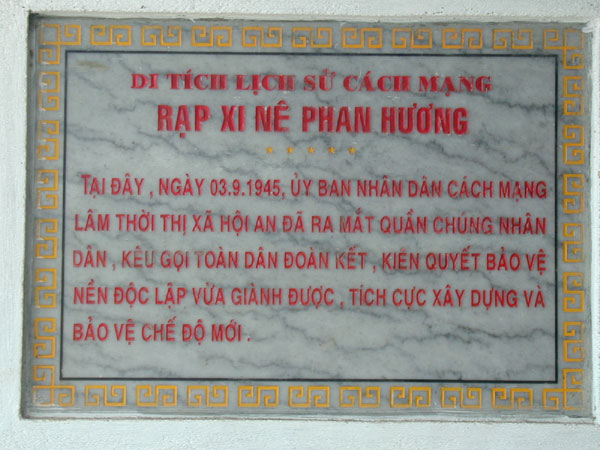 DI TÍCH LỊCH SỬ CÁCH MẠNG
RẠP XI NÊ PHAN HƯƠNG
TẠI ĐÂY , NGÀY 03.9.1945, ỦY BAN NHÂN DÂN CÁCH MẠNG
LÂM THỜI THỊ XÃ HỘI AN ĐÃ RA MẮT QUẦN CHÚNG NHÂN
DÂN , KÊU GỌI TOÀN DÂN ĐOÀN KẾT , KIÊN QUYẾT BẢO VỆ
NỀN ĐỘC LẬP VỪA GIÀNH ĐƯỢC , TÍCH CỰC XÂY DỰNG VÀ
BẢO VỆ CHẾ ĐỘ MỚI .